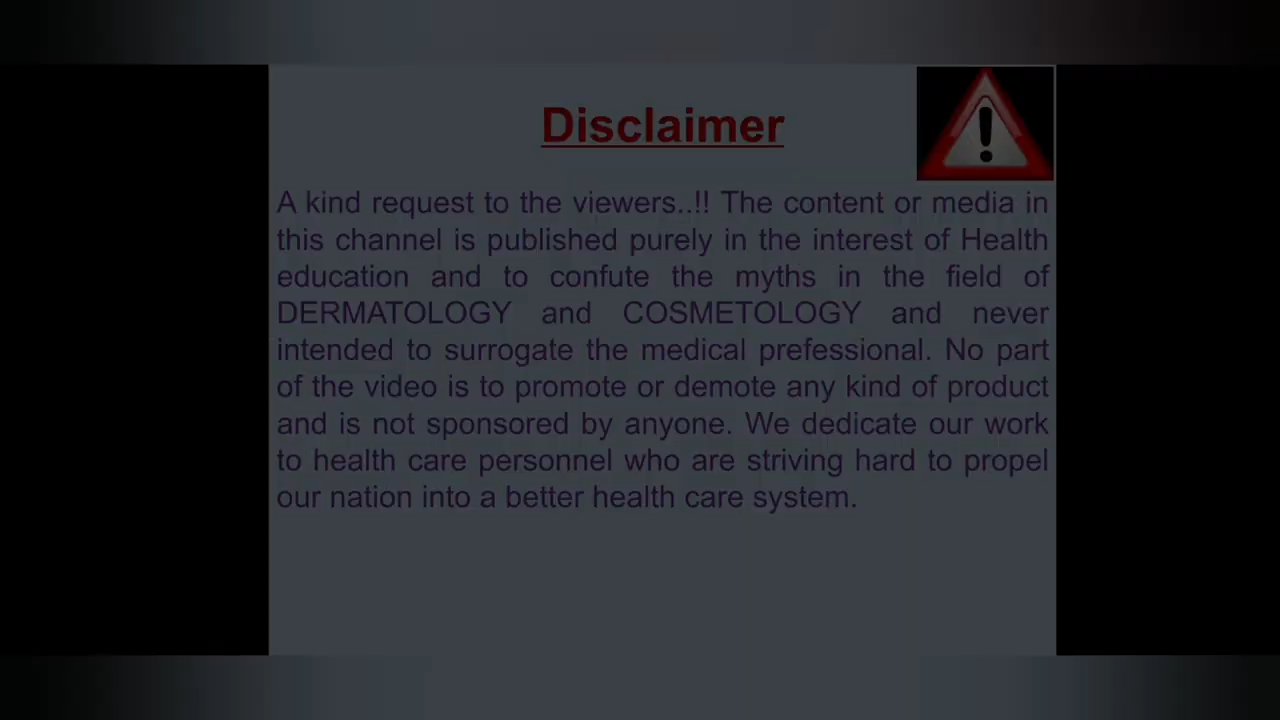 Disclaimer
A kind request to the viewers..!! The content or media in
this channel is published purely in the interest of Health
education and to confute the myths in the field of
DERMATOLOGY and COSMETOLOGY and never
intended to surrogate the medical prefessional. No part
of the video is to promote or demote any kind of product
and is not sponsored by anyone. We dedicate our work
to health care personnel who are striving hard to propel
our nation into a better health care system.